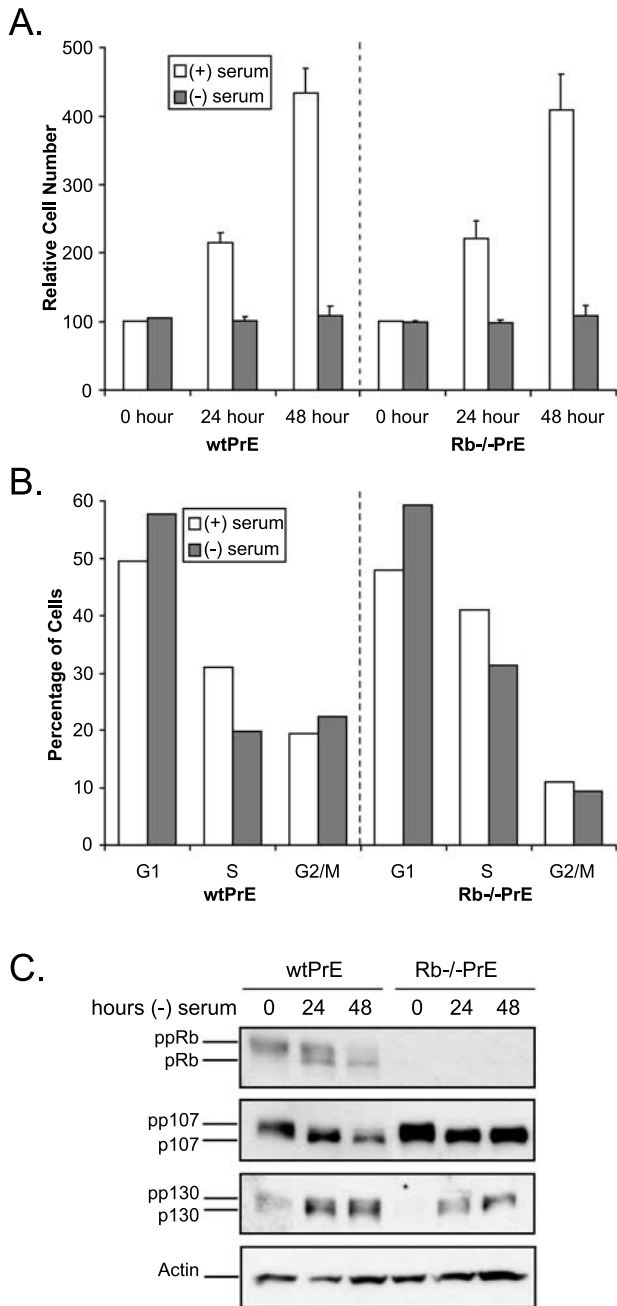 A.
500
400
300
200
100
0
Relative Cell Number
(+) serum
(-) serum
0 hour 24 hour 48 hour 0 hour 24 hour 48 hour
wtPrE Rb-/-PrE
B.
60
50
40
30
20
10
0
Percentage of Cells
(+) serum
(-) serum
G1 S G2/M G1 S G2/M
wtPrE Rb-/-PrE
C.
wtPrE Rb-/-PrE
hours (-) serum 0 24 48 0 24 48
ppRb
pRb
pp107
p107
pp130
p130
Actin